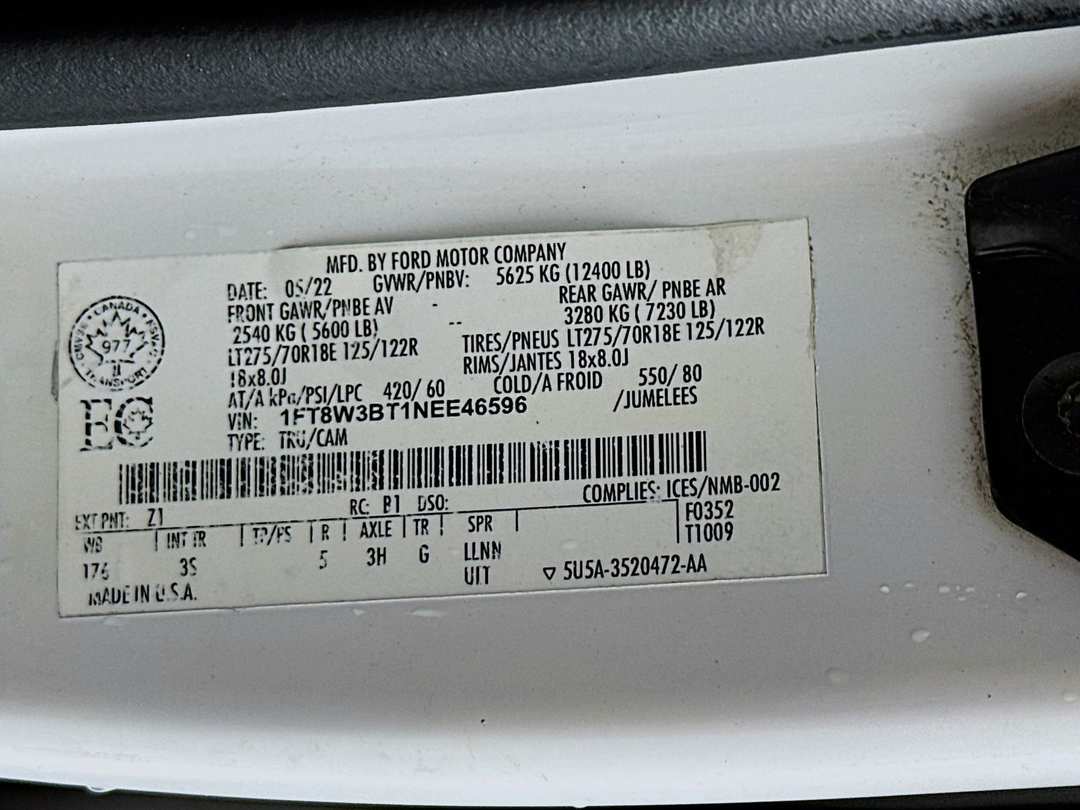 MFD. BY FORD MOTOR COMPANY
DATE: 05/22 GVWR/PNBV: 5625 KG (12400 LB)
FRONT GAWR/PNBE AV - REAR GAWR/ PNBE AR
2540 KG ( 5600 LB) -- 3280 KG ( 7230 LB)
LT275/70R18E 125/122R TIRES/PNEUS LT275/70R18E 125/122R
18x8.0J RIMS/JANTES 18x8.0J
AT/A kPa/PSI/LPC 420/ 60 COLD/A FROID 550/ 80
VIN: 1FT8W3BT1NEE46596 /JUMELEES
TYPE: TRU/CAM
CANADA
977
TRANSPORT
EC
COMPLIES: ICES/NMB-002
EXT PNT: Z1 RC: B1 DSO: F0352
WB | INT TR | TP/PS | R | AXLE | TR | SPR | T1009
176 3S 5 3H G LLNN
UIT ▽ 5U5A-3520472-AA
MADE IN U.S.A.